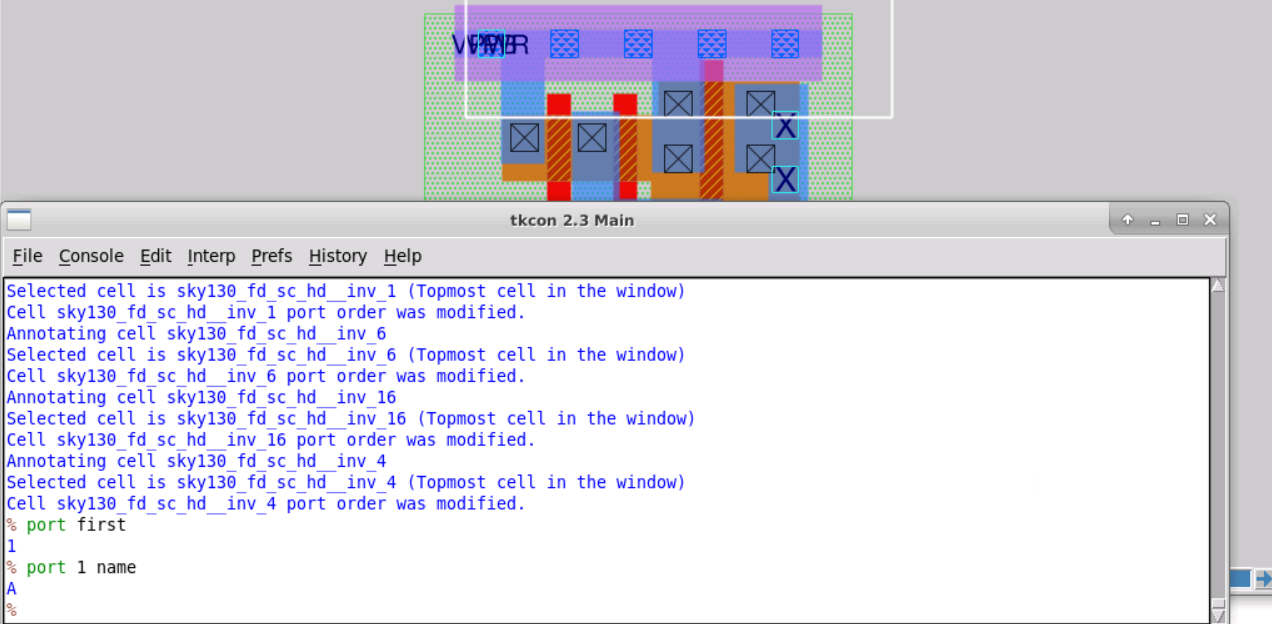 X
X
tkcon 2.3 Main
File Console Edit Interp Prefs History Help
Selected cell is sky130_fd_sc_hd__inv_1 (Topmost cell in the window)
Cell sky130_fd_sc_hd__inv_1 port order was modified.
Annotating cell sky130_fd_sc_hd__inv_6
Selected cell is sky130_fd_sc_hd__inv_6 (Topmost cell in the window)
Cell sky130_fd_sc_hd__inv_6 port order was modified.
Annotating cell sky130_fd_sc_hd__inv_16
Selected cell is sky130_fd_sc_hd__inv_16 (Topmost cell in the window)
Cell sky130_fd_sc_hd__inv_16 port order was modified.
Annotating cell sky130_fd_sc_hd__inv_4
Selected cell is sky130_fd_sc_hd__inv_4 (Topmost cell in the window)
Cell sky130_fd_sc_hd__inv_4 port order was modified.
% port first
1
% port 1 name
A
%